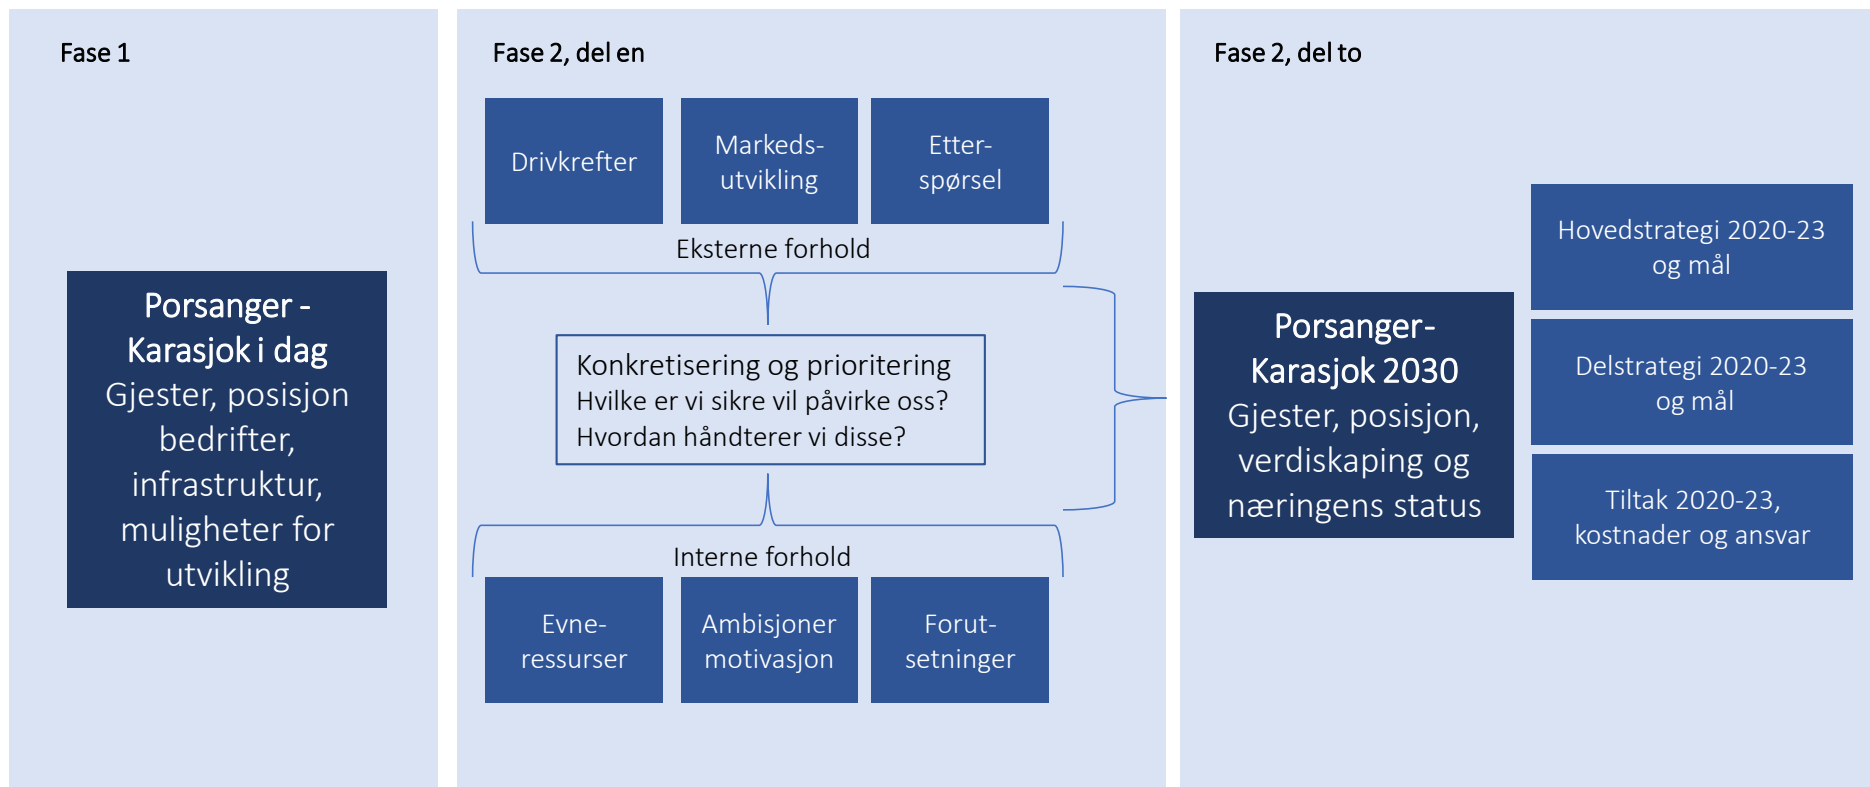 Fase 1
Porsanger -
Karasjok i dag
Gjester, posisjon
bedrifter,
infrastruktur,
muligheter for
utvikling
Fase 2, del en
Drivkrefter
Markeds-
utvikling
Etter-
spørsel
Eksterne forhold
Konkretisering og prioritering
Hvilke er vi sikre vil påvirke oss?
Hvordan håndterer vi disse?
Interne forhold
Evne-
ressurser
Ambisjoner
motivasjon
Forut-
setninger
Fase 2, del to
Porsanger-
Karasjok 2030
Gjester, posisjon,
verdiskaping og
næringens status
Hovedstrategi 2020-23
og mål
Delstrategi 2020-23
og mål
Tiltak 2020-23,
kostnader og ansvar